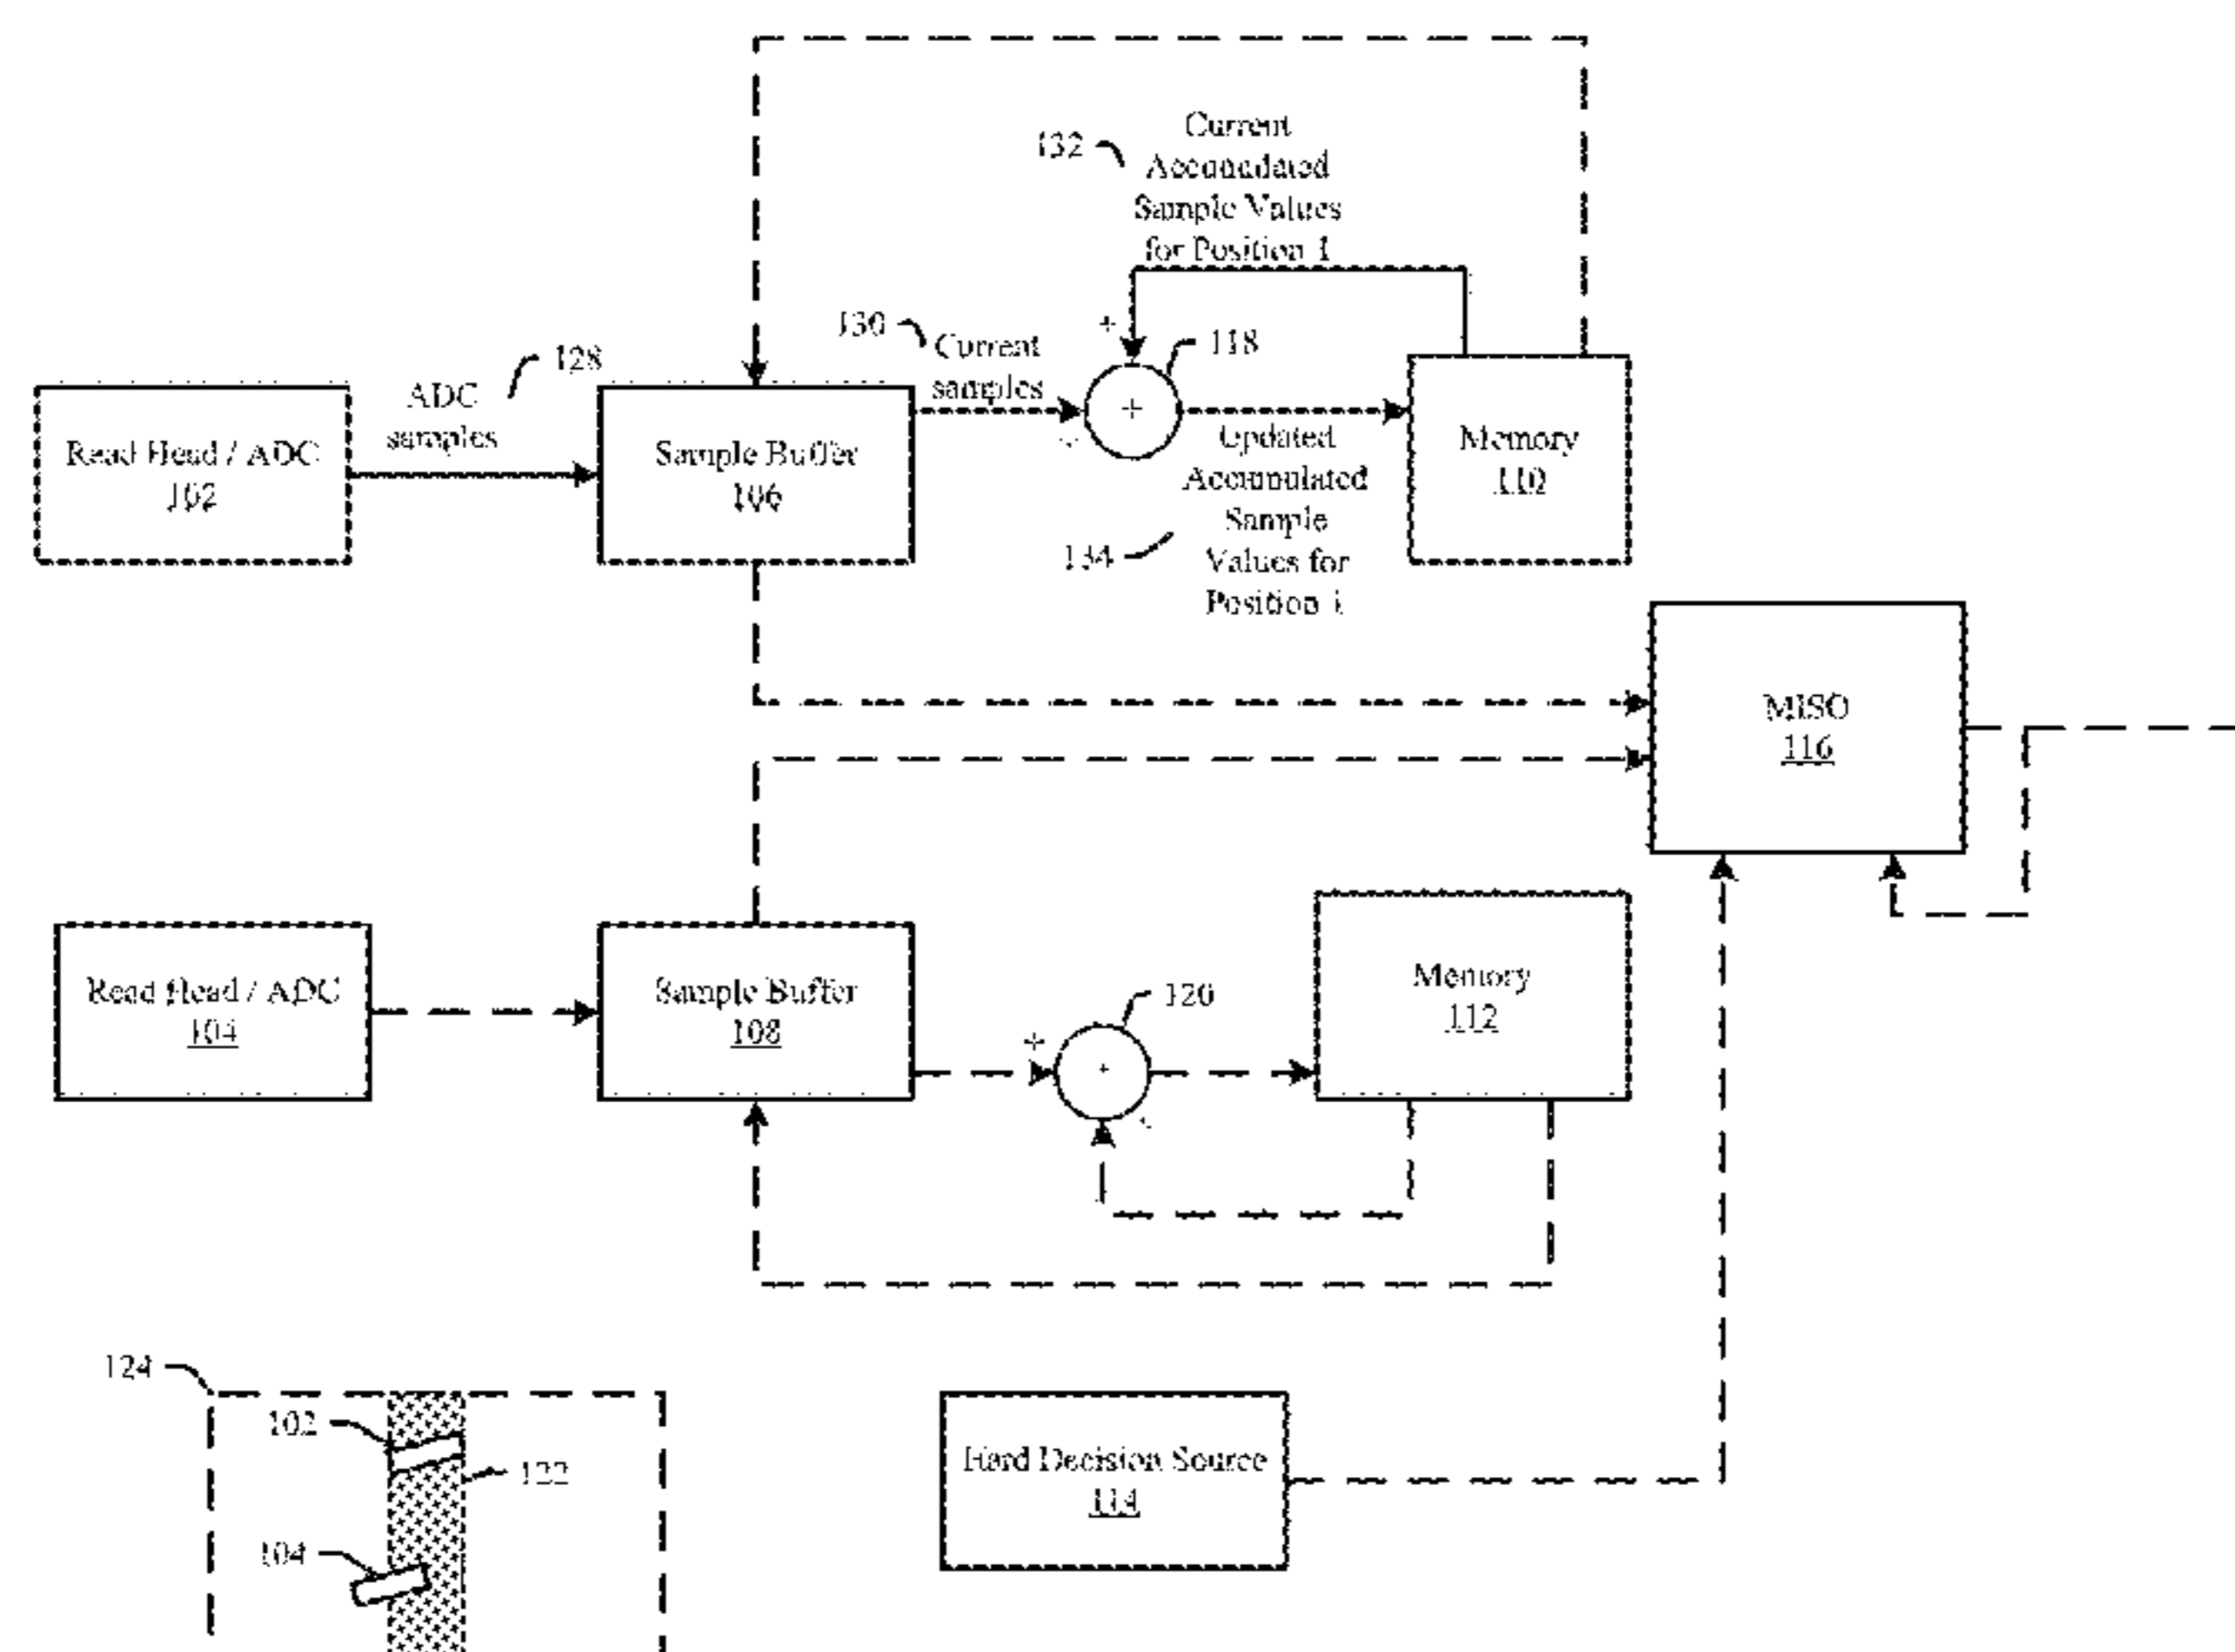 132
Current
Accumulated
Sample Values
for Position 1
130
Current
samples
+
118
128
ADC
samples
Read Head / ADC
102
Sample Buffer
106
+
+
Memory
110
Updated
Accumulated
Sample
Values for
Position 1
134
MISO
116
Read Head / ADC
104
Sample Buffer
108
+
120
Memory
112
124
102
122
104
Hard Decision Source
114